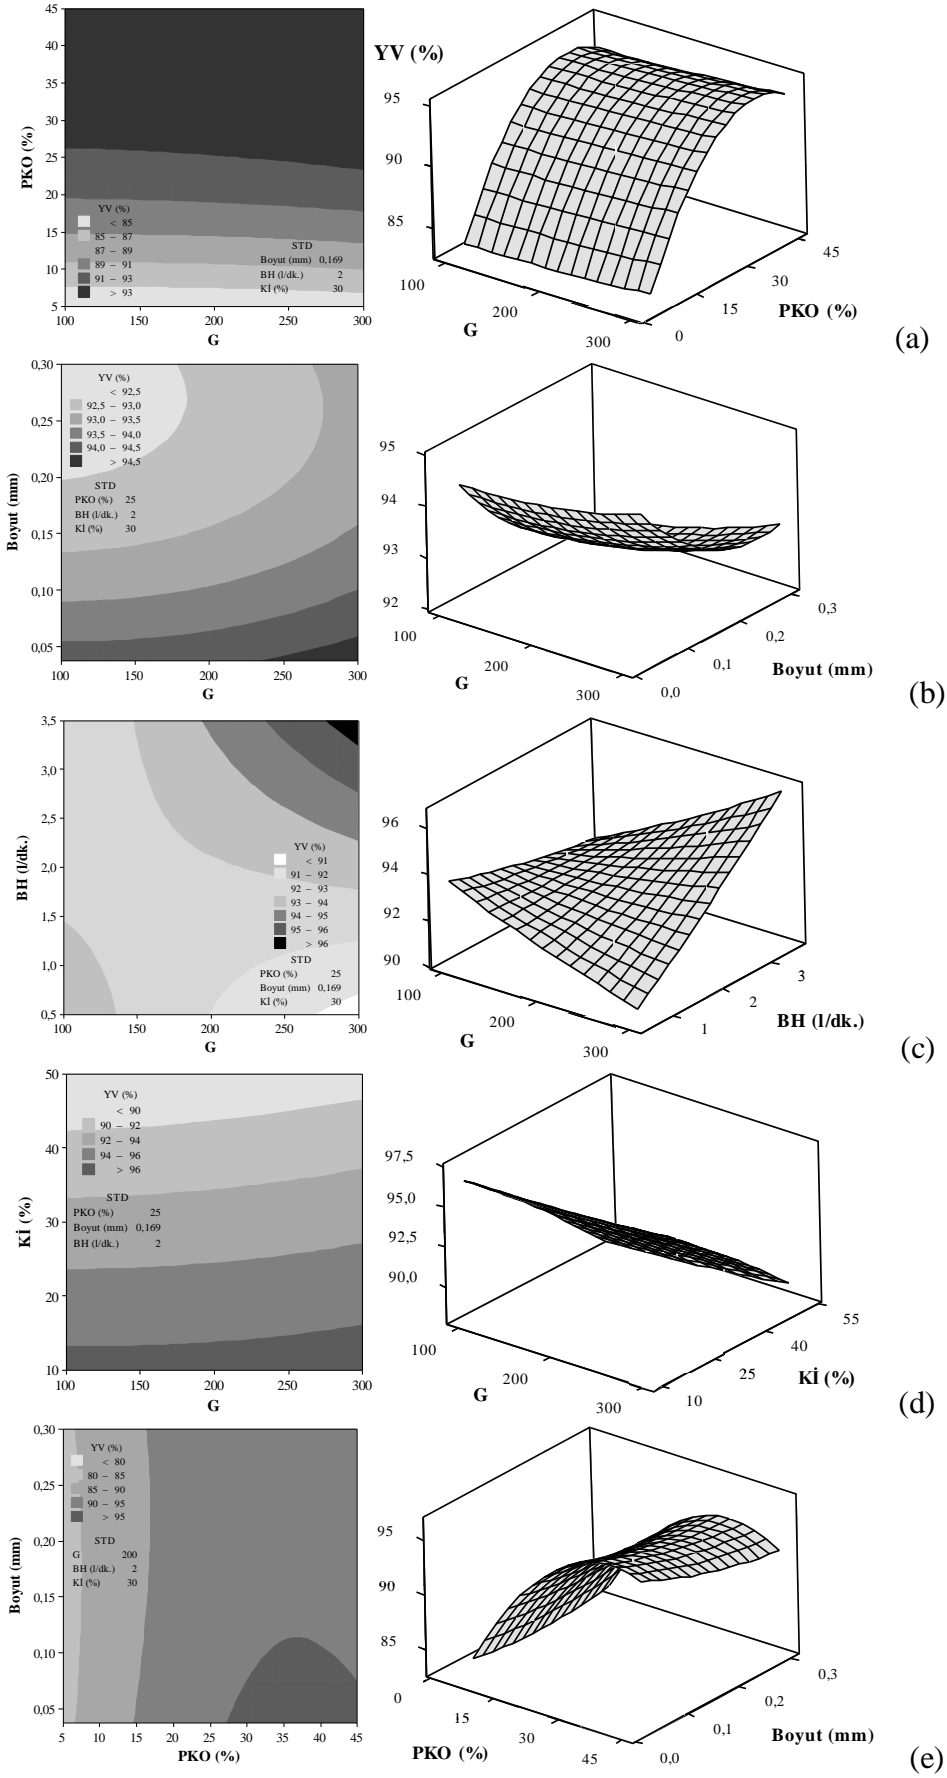 45
40
35
30
25
20
15
10
5
PKO (%)
YV (%)
< 85
85 – 87
87 – 89
89 – 91
91 – 93
> 93
STD
Boyut (mm) 0,169
BH (l/dk.) 2
Kİ (%) 30
100 150 200 250 300
G
YV (%)
95
90
85
100
200
300
G
0
15
30
45
PKO (%)
(a)
0,30
0,25
0,20
0,15
0,10
0,05
Boyut (mm)
YV (%)
< 92,5
92,5 – 93,0
93,0 – 93,5
93,5 – 94,0
94,0 – 94,5
> 94,5
STD
PKO (%) 25
BH (l/dk.) 2
Kİ (%) 30
100 150 200 250 300
G
95
94
93
92
100
200
300
G
0,0
0,1
0,2
0,3
Boyut (mm)
(b)
3,5
3,0
2,5
2,0
1,5
1,0
0,5
BH (l/dk.)
YV (%)
< 91
91 – 92
92 – 93
93 – 94
94 – 95
95 – 96
> 96
STD
PKO (%) 25
Boyut (mm) 0,169
Kİ (%) 30
100 150 200 250 300
G
96
94
92
90
100
200
300
G
1
2
3
BH (l/dk.)
(c)
50
40
30
20
10
Kİ (%)
YV (%)
< 90
90 – 92
92 – 94
94 – 96
> 96
STD
PKO (%) 25
Boyut (mm) 0,169
BH (l/dk.) 2
100 150 200 250 300
G
97,5
95,0
92,5
90,0
100
200
300
G
10
25
40
55
Kİ (%)
(d)
0,30
0,25
0,20
0,15
0,10
0,05
Boyut (mm)
YV (%)
< 80
80 – 85
85 – 90
90 – 95
> 95
STD
G 200
BH (l/dk.) 2
Kİ (%) 30
5 10 15 20 25 30 35 40 45
PKO (%)
95
90
85
0
15
30
45
PKO (%)
0,0
0,1
0,2
0,3
Boyut (mm)
(e)